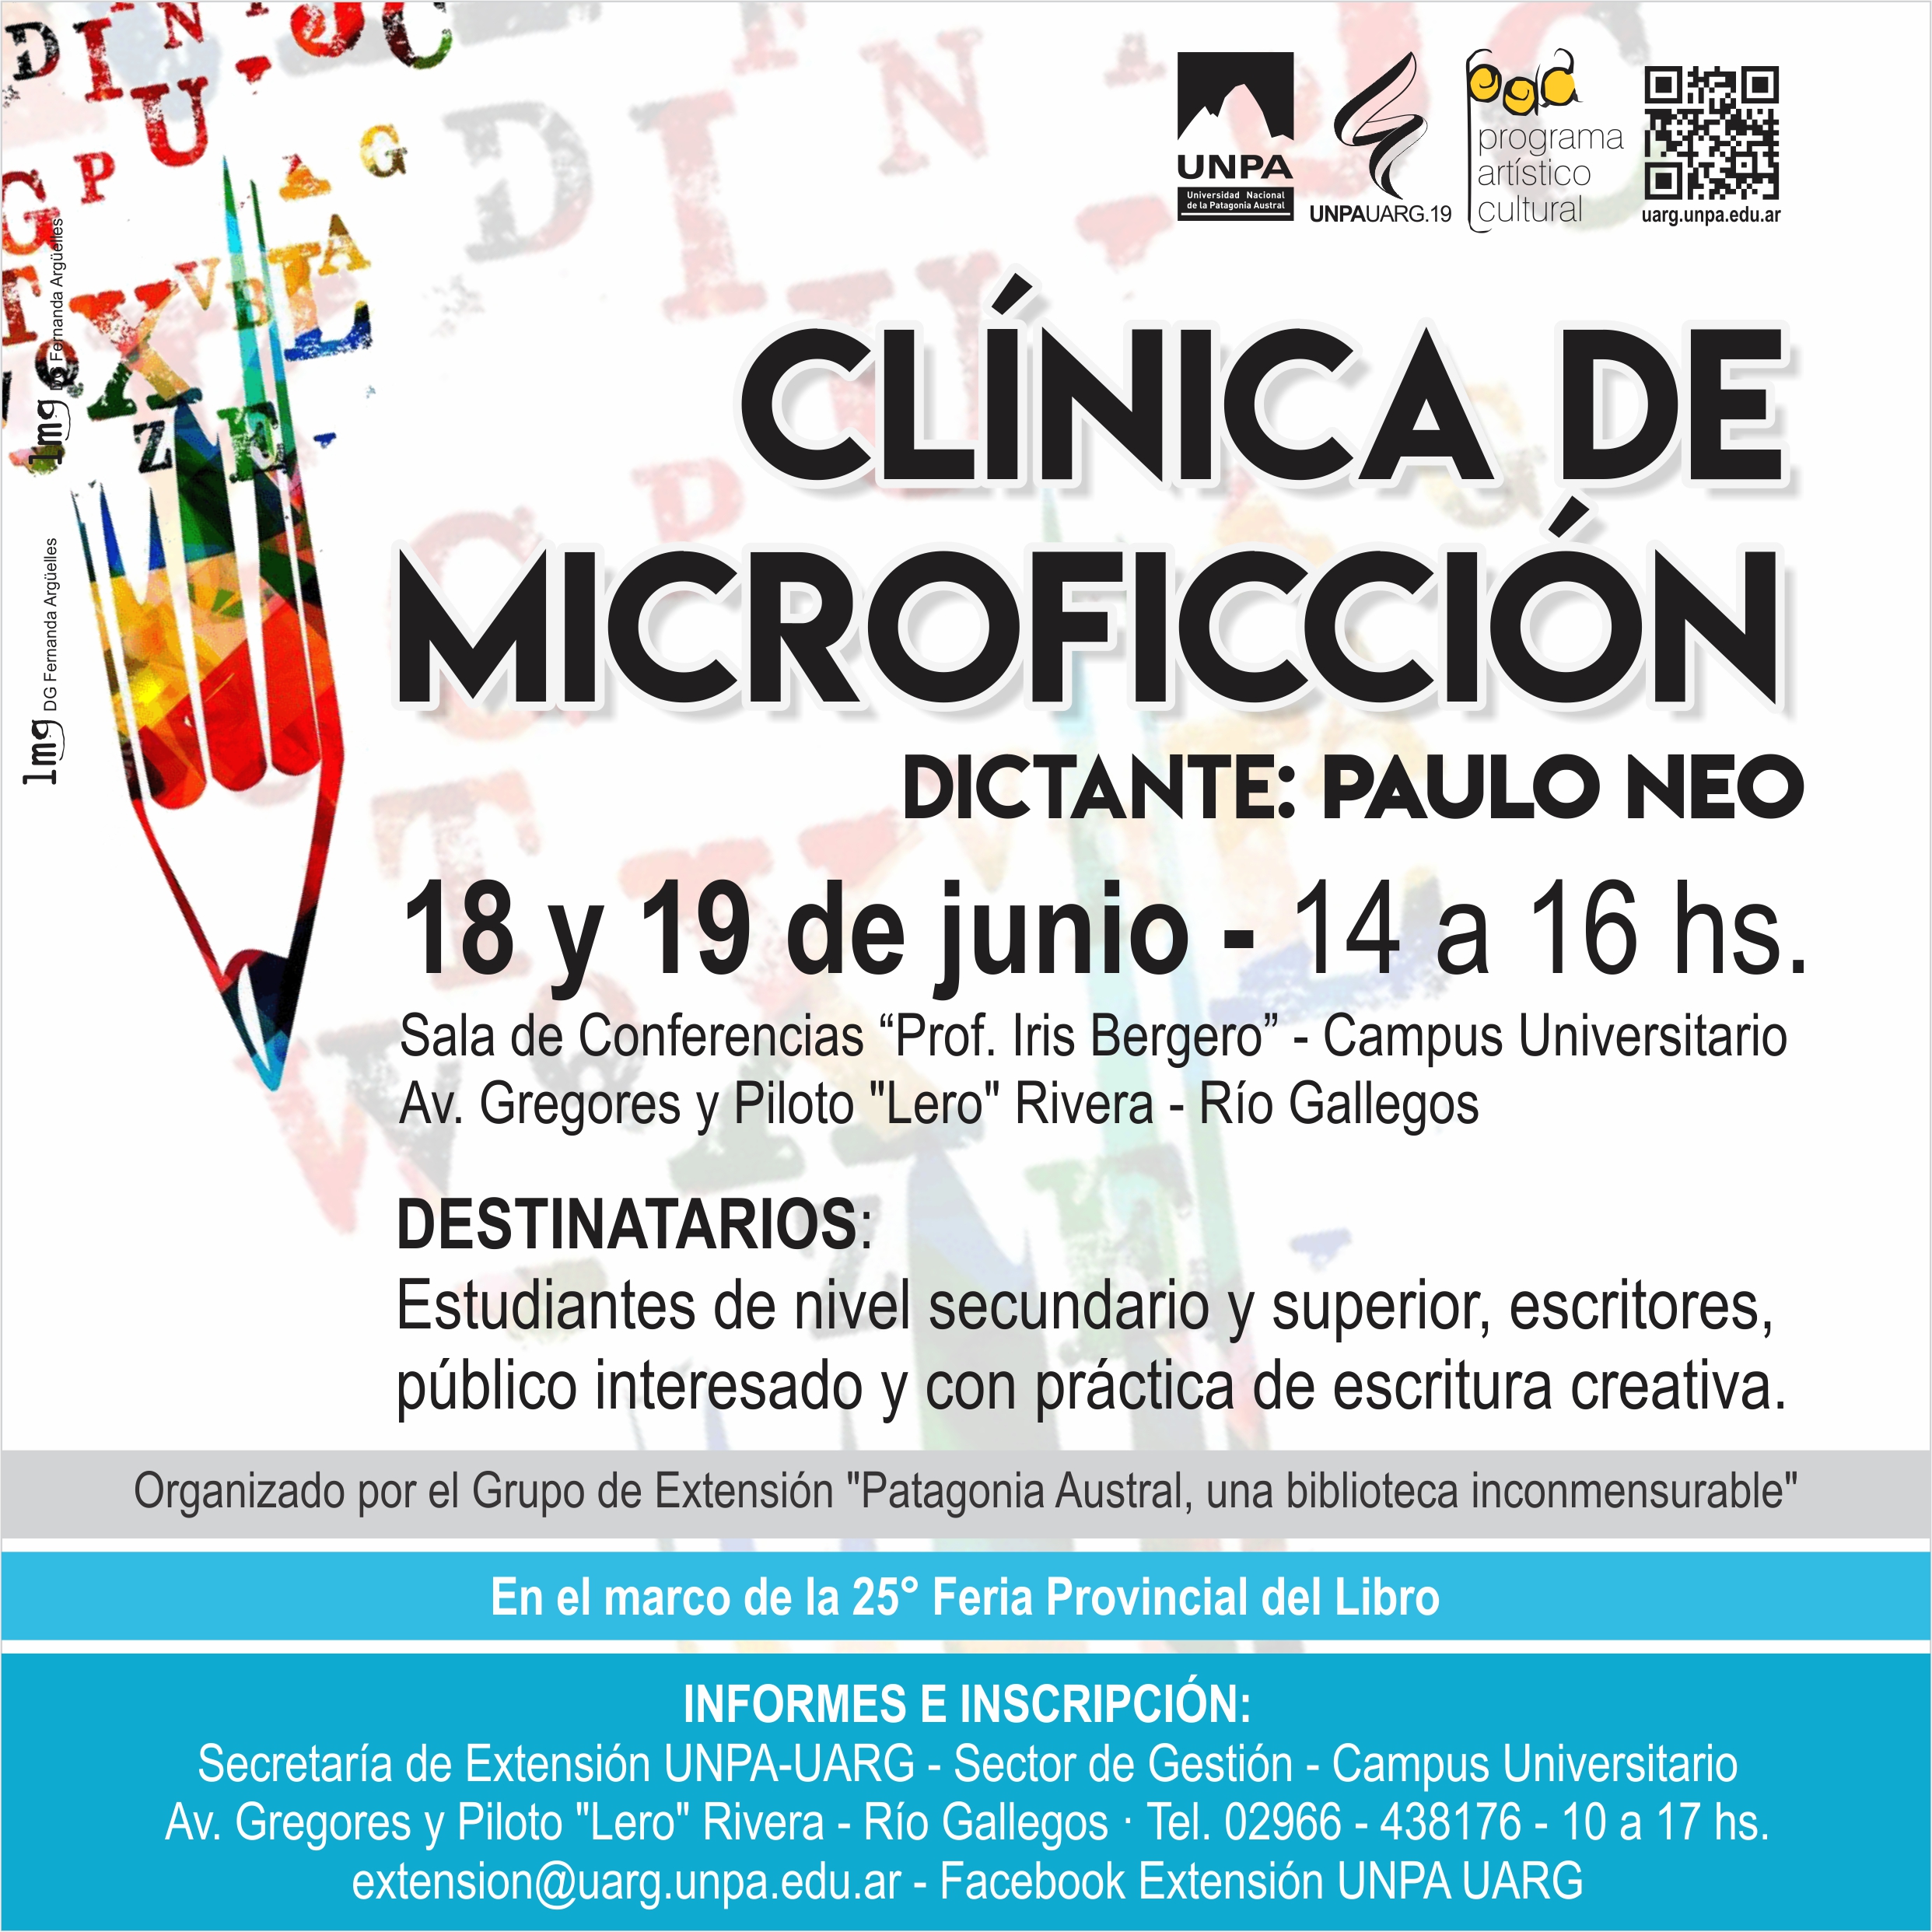 UNPA
Universidad Nacional
de la Patagonia Austral
UNPAUARG.19
pac
programa
artístico
cultural
uarg.unpa.edu.ar
DIN
U
G P
A G
T X V B L A
O
Z E
lmg DG Fernanda Argüelles
lmg DG Fernanda Argüelles
CLÍNICA DE
MICROFICCIÓN
DICTANTE: PAULO NEO
18 y 19 de junio - 14 a 16 hs.
Sala de Conferencias “Prof. Iris Bergero” - Campus Universitario
Av. Gregores y Piloto "Lero" Rivera - Río Gallegos
DESTINATARIOS:
Estudiantes de nivel secundario y superior, escritores,
público interesado y con práctica de escritura creativa.
Organizado por el Grupo de Extensión "Patagonia Austral, una biblioteca inconmensurable"
En el marco de la 25° Feria Provincial del Libro
INFORMES E INSCRIPCIÓN:
Secretaría de Extensión UNPA-UARG - Sector de Gestión - Campus Universitario
Av. Gregores y Piloto "Lero" Rivera - Río Gallegos · Tel. 02966 - 438176 - 10 a 17 hs.
extension@uarg.unpa.edu.ar - Facebook Extensión UNPA UARG